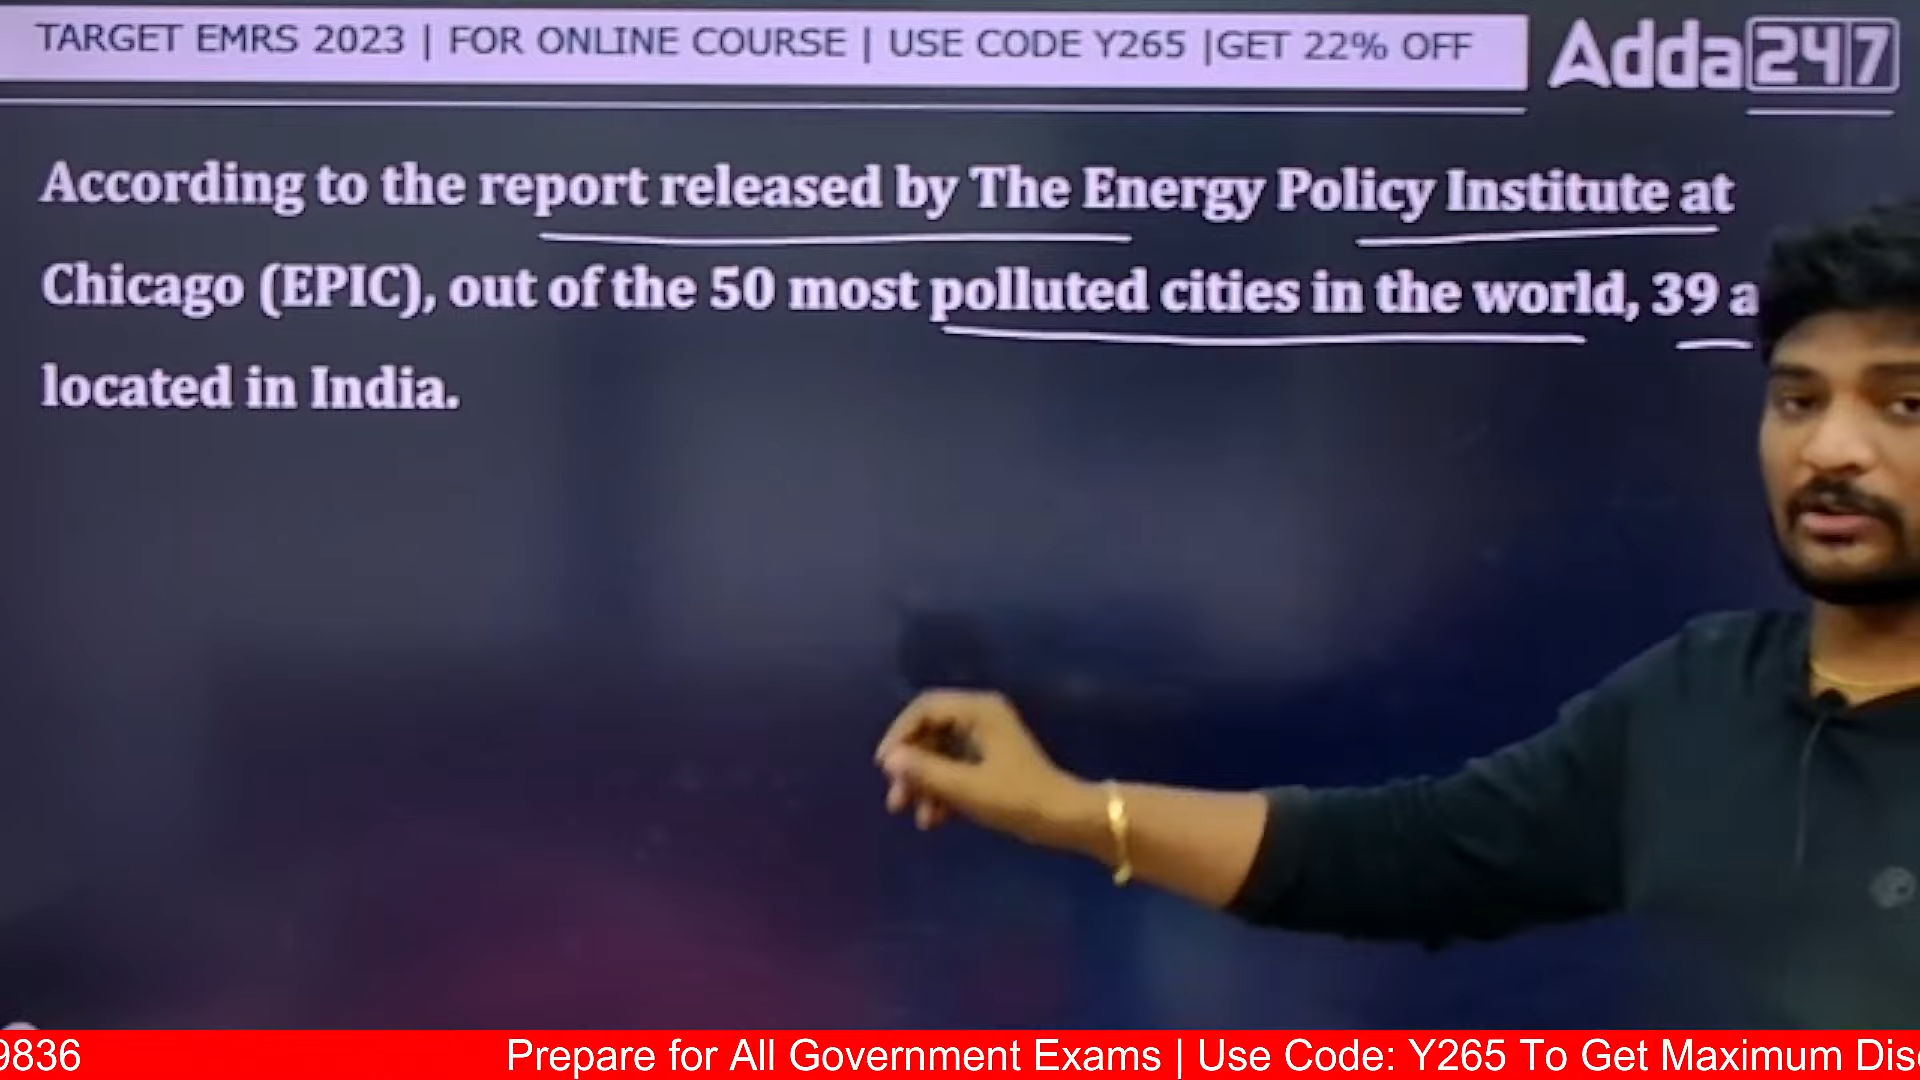 TARGET EMRS 2023 | FOR ONLINE COURSE | USE CODE Y265 |GET 22% OFF
Adda247
According to the report released by The Energy Policy Institute at
Chicago (EPIC), out of the 50 most polluted cities in the world, 39 a
located in India.
9836
Prepare for All Government Exams | Use Code: Y265 To Get Maximum Disc